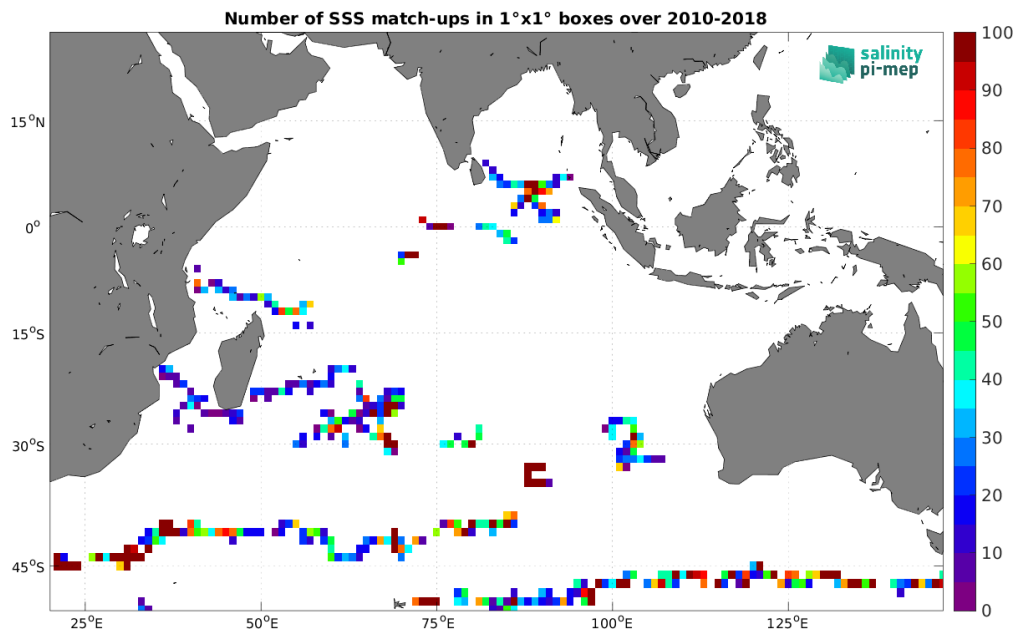 Number of SSS match-ups in 1°x1° boxes over 2010-2018
salinity
pi-mep
15°N
0°
15°S
30°S
45°S
25°E
50°E
75°E
100°E
125°E
100
90
80
70
60
50
40
30
20
10
0